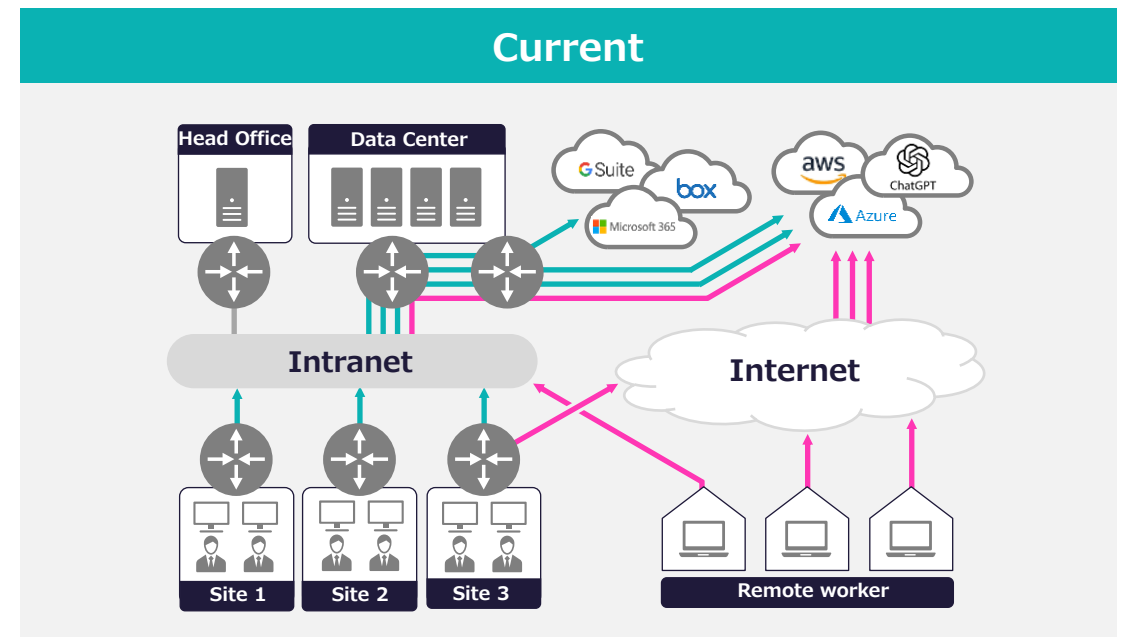 Current
Head Office
Data Center
G Suite
box
Microsoft 365
aws
ChatGPT
Azure
Intranet
Internet
Site 1
Site 2
Site 3
Remote worker